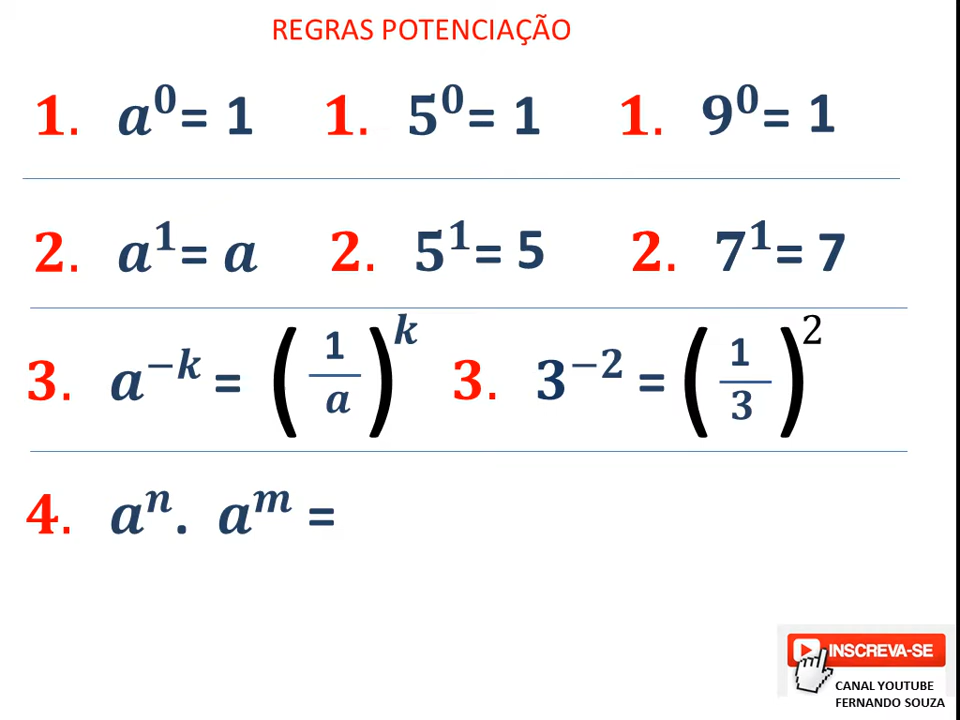 REGRAS POTENCIAÇÃO
1. a⁰= 1 1. 5⁰= 1 1. 9⁰= 1
2. a¹= a 2. 5¹= 5 2. 7¹= 7
3. a⁻ᵏ = (1/a)ᵏ 3. 3⁻² = (1/3)²
4. aⁿ. aᵐ =
INSCREVA-SE
CANAL YOUTUBE
FERNANDO SOUZA